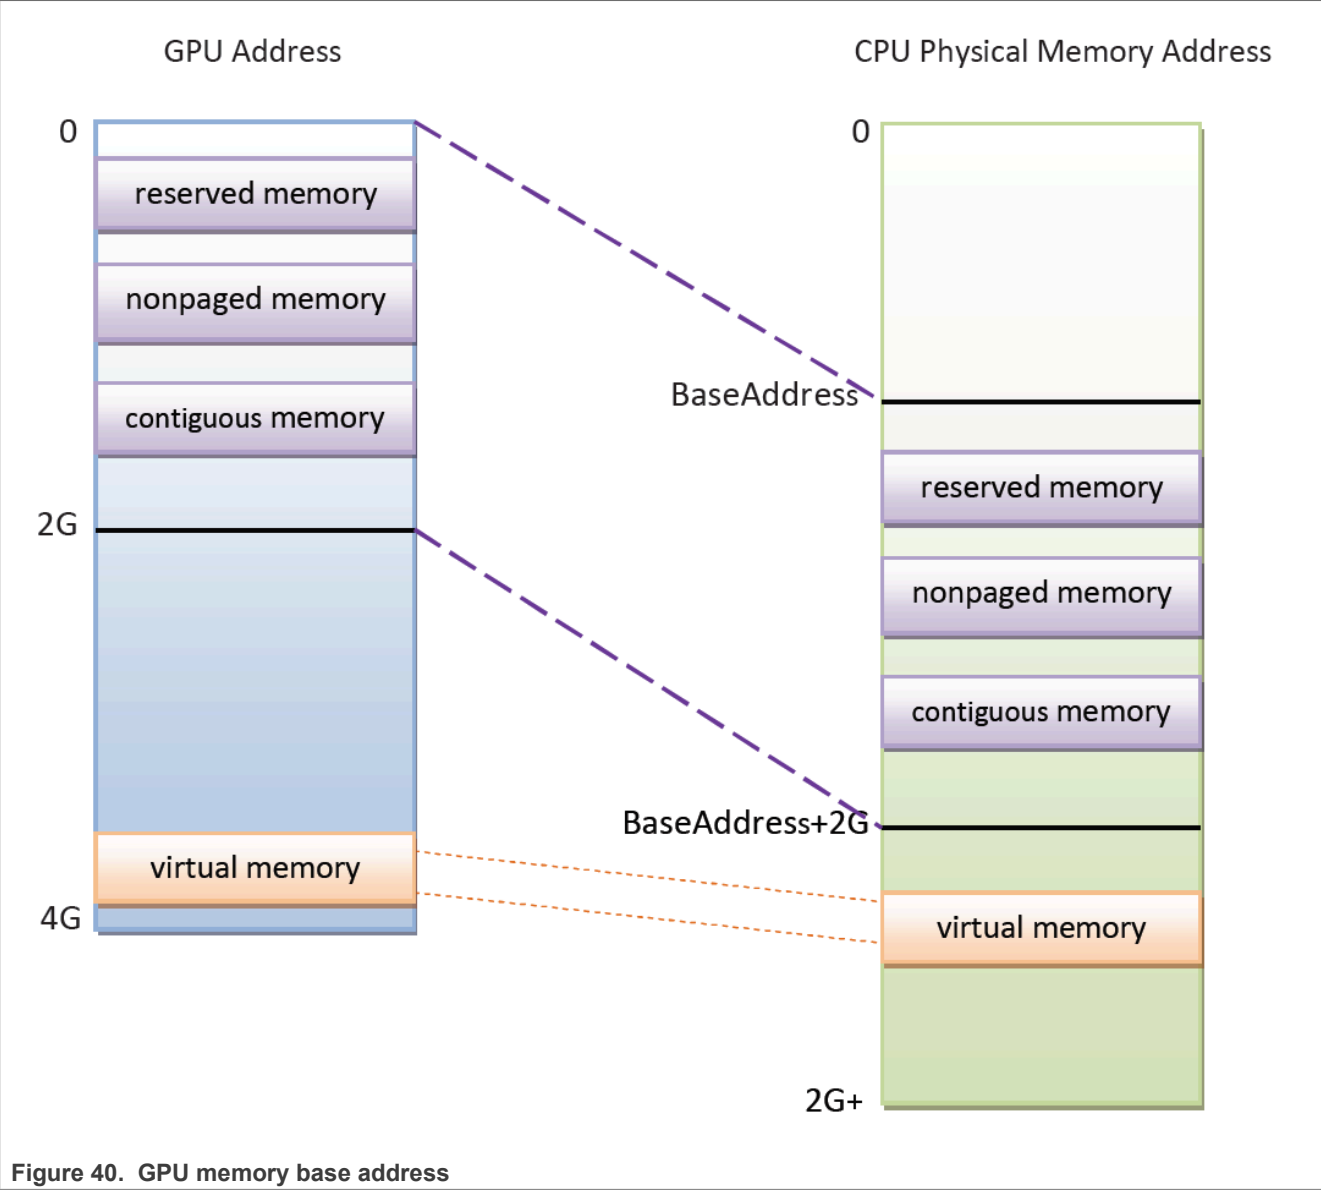 GPU Address
CPU Physical Memory Address
0
0
reserved memory
nonpaged memory
BaseAddress
contiguous memory
reserved memory
2G
nonpaged memory
contiguous memory
BaseAddress+2G
virtual memory
4G
virtual memory
2G+
Figure 40. GPU memory base address